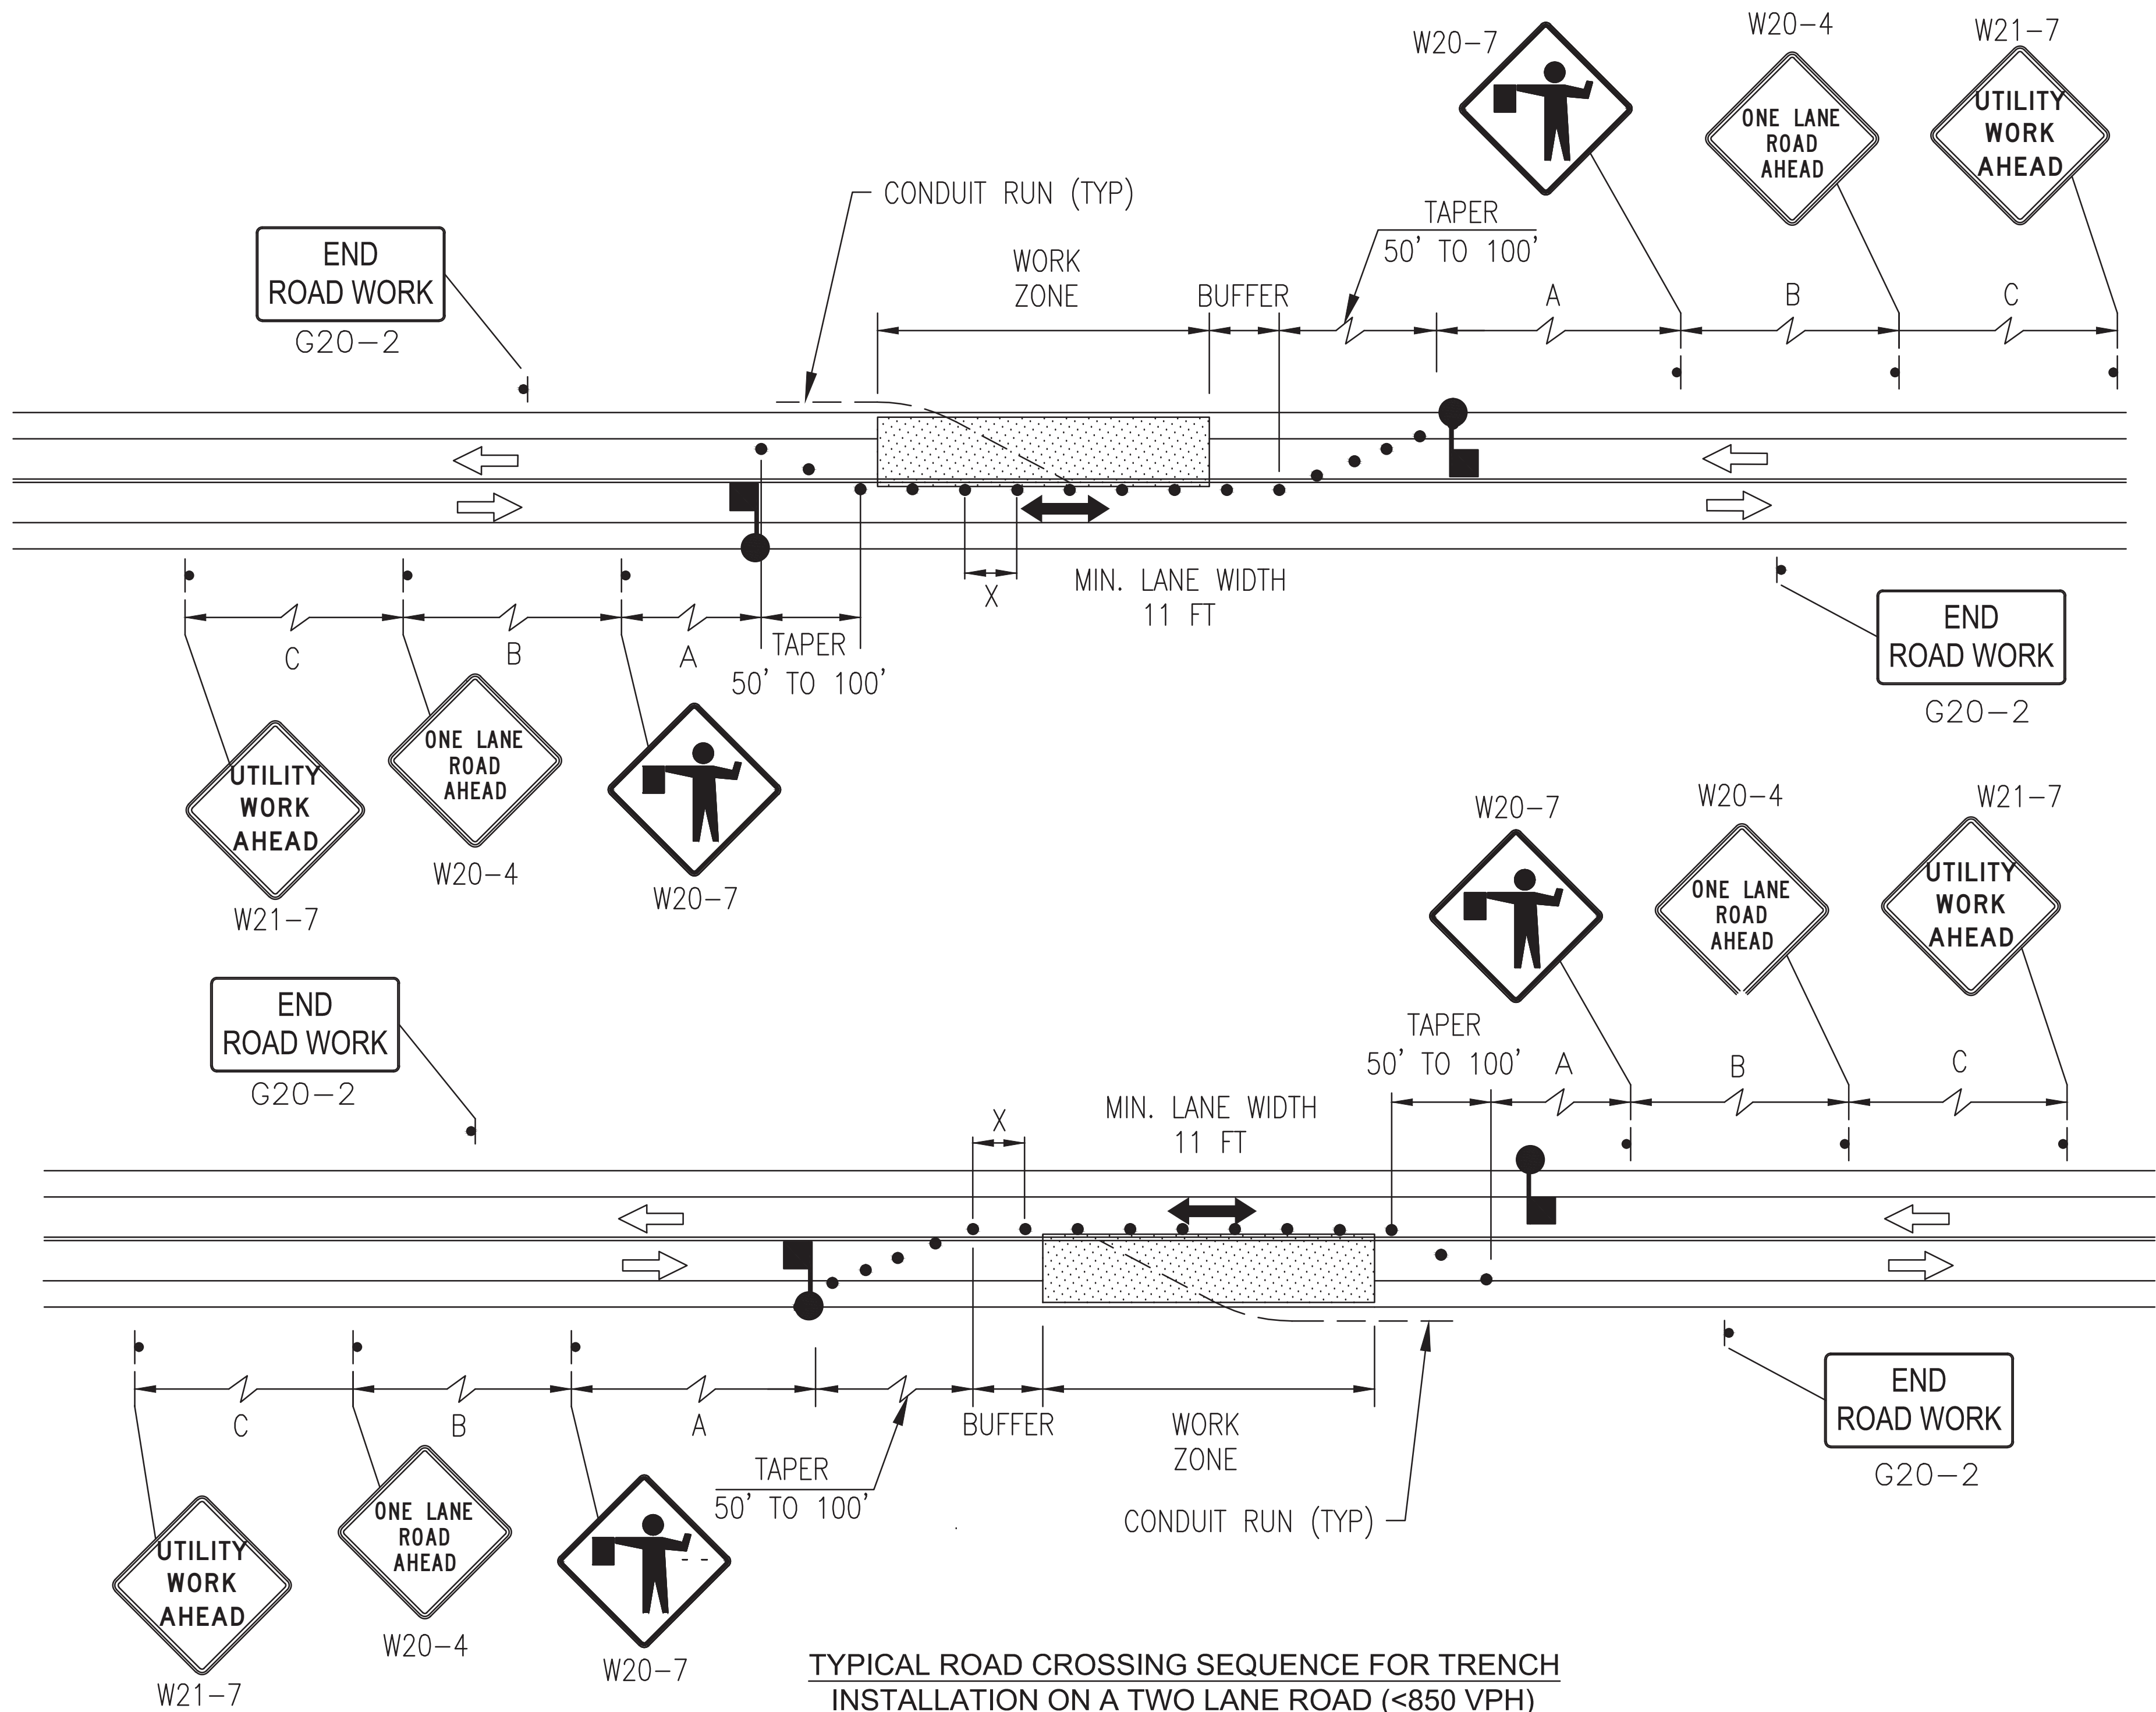 W20-7
W20-4
W21-7
UTILITY
WORK
AHEAD
ONE LANE
ROAD
AHEAD
CONDUIT RUN (TYP)
TAPER
50' TO 100'
END
ROAD WORK
G20-2
WORK
ZONE
BUFFER
A
B
C
X
MIN. LANE WIDTH
11 FT
END
ROAD WORK
G20-2
C
B
A
TAPER
50' TO 100'
UTILITY
WORK
AHEAD
W21-7
ONE LANE
ROAD
AHEAD
W20-4
W20-7
W20-7
W20-4
W21-7
ONE LANE
ROAD
AHEAD
UTILITY
WORK
AHEAD
END
ROAD WORK
G20-2
TAPER
50' TO 100'
A
B
C
X
MIN. LANE WIDTH
11 FT
C
B
A
BUFFER
WORK
ZONE
TAPER
50' TO 100'
CONDUIT RUN (TYP)
END
ROAD WORK
G20-2
UTILITY
WORK
AHEAD
W21-7
ONE LANE
ROAD
AHEAD
W20-4
W20-7
TYPICAL ROAD CROSSING SEQUENCE FOR TRENCH
INSTALLATION ON A TWO LANE ROAD (<850 VPH)